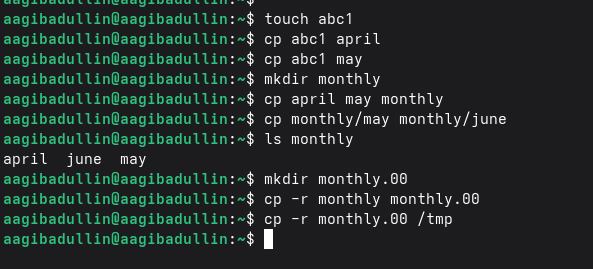 aagibadullin@aagibadullin:~$
aagibadullin@aagibadullin:~$ touch abc1
aagibadullin@aagibadullin:~$ cp abc1 april
aagibadullin@aagibadullin:~$ cp abc1 may
aagibadullin@aagibadullin:~$ mkdir monthly
aagibadullin@aagibadullin:~$ cp april may monthly
aagibadullin@aagibadullin:~$ cp monthly/may monthly/june
aagibadullin@aagibadullin:~$ ls monthly
april  june  may
aagibadullin@aagibadullin:~$ mkdir monthly.00
aagibadullin@aagibadullin:~$ cp -r monthly monthly.00
aagibadullin@aagibadullin:~$ cp -r monthly.00 /tmp
aagibadullin@aagibadullin:~$